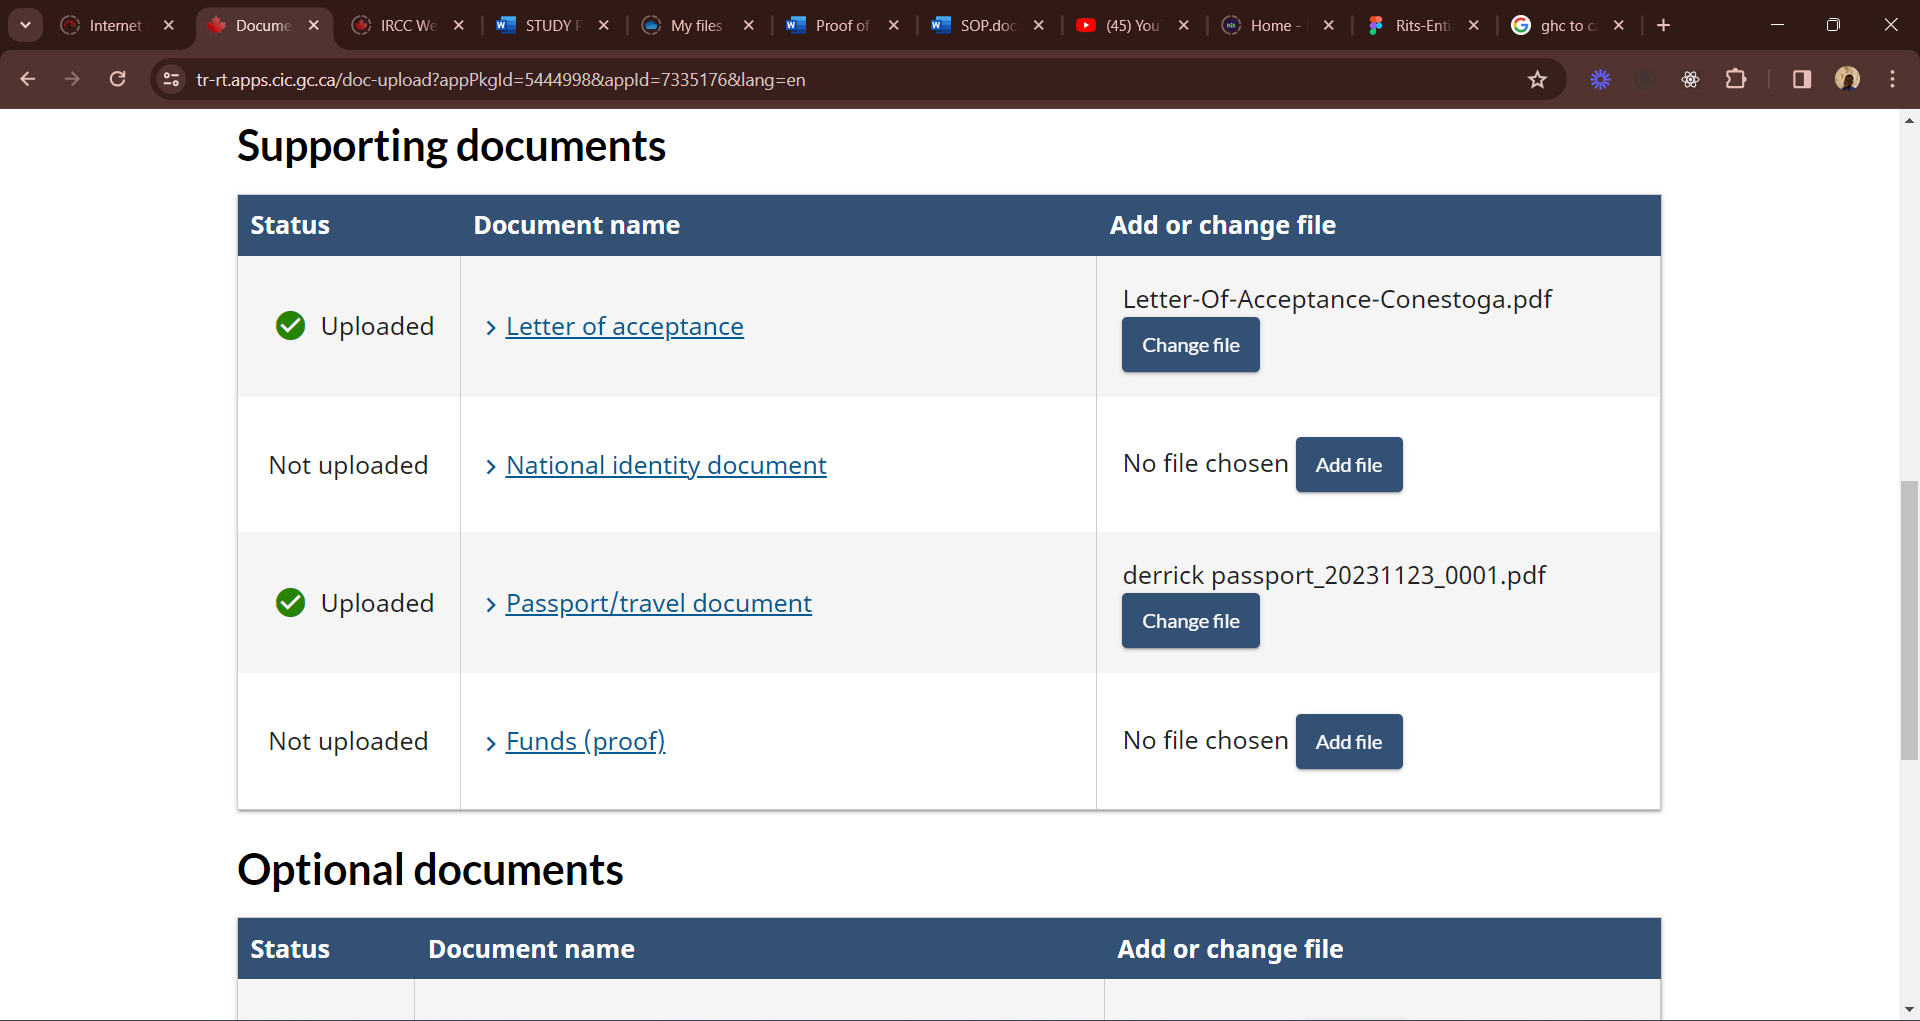 Internet
Docume
IRCC We
STUDY P
My files
Proof of
SOP.doc
(45) You
Home -
Rits-Enti
ghc to c
tr-rt.apps.cic.gc.ca/doc-upload?appPkgId=5444998&appId=7335176&lang=en
Supporting documents
Status Document name Add or change file
Uploaded Letter of acceptance Letter-Of-Acceptance-Conestoga.pdf
Change file
Not uploaded National identity document No file chosen Add file
Uploaded Passport/travel document derrick passport_20231123_0001.pdf
Change file
Not uploaded Funds (proof) No file chosen Add file
Optional documents
Status Document name Add or change file